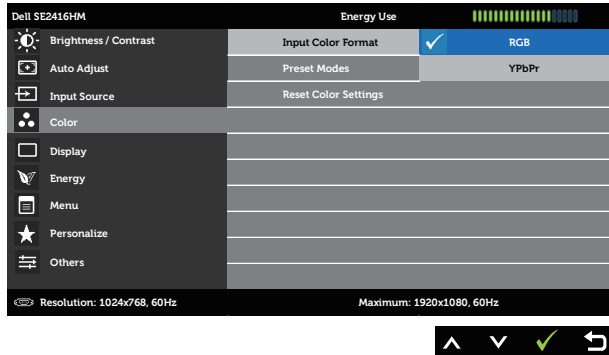 Dell SE2416HM Energy Use
Brightness / Contrast
Input Color Format RGB
Auto Adjust
Preset Modes YPbPr
Input Source
Reset Color Settings
Color
Display
Energy
Menu
Personalize
Others
Resolution: 1024x768, 60Hz Maximum: 1920x1080, 60Hz